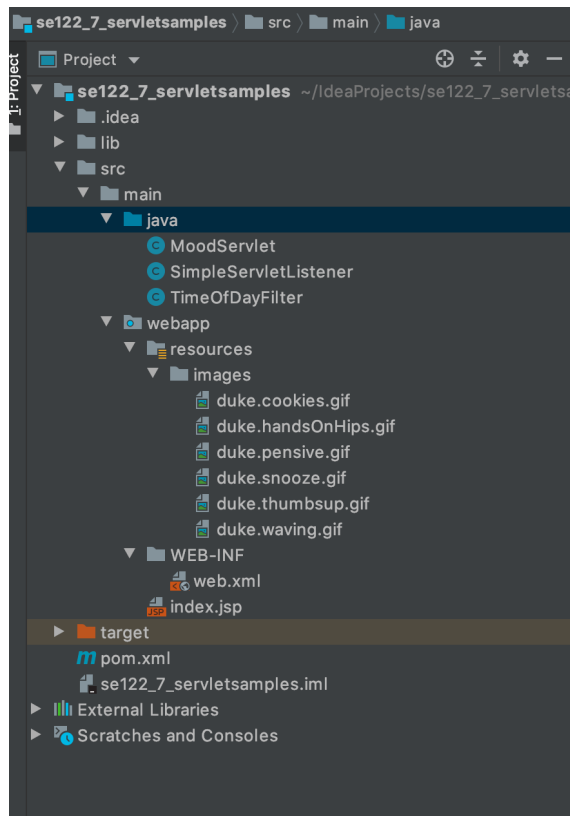 se122_7_servletsamples src main java
Project
1: Project
se122_7_servletsamples ~/IdeaProjects/se122_7_servletsa
.idea
lib
src
main
java
MoodServlet
SimpleServletListener
TimeOfDayFilter
webapp
resources
images
duke.cookies.gif
duke.handsOnHips.gif
duke.pensive.gif
duke.snooze.gif
duke.thumbsup.gif
duke.waving.gif
WEB-INF
web.xml
JSP index.jsp
target
m pom.xml
se122_7_servletsamples.iml
External Libraries
Scratches and Consoles